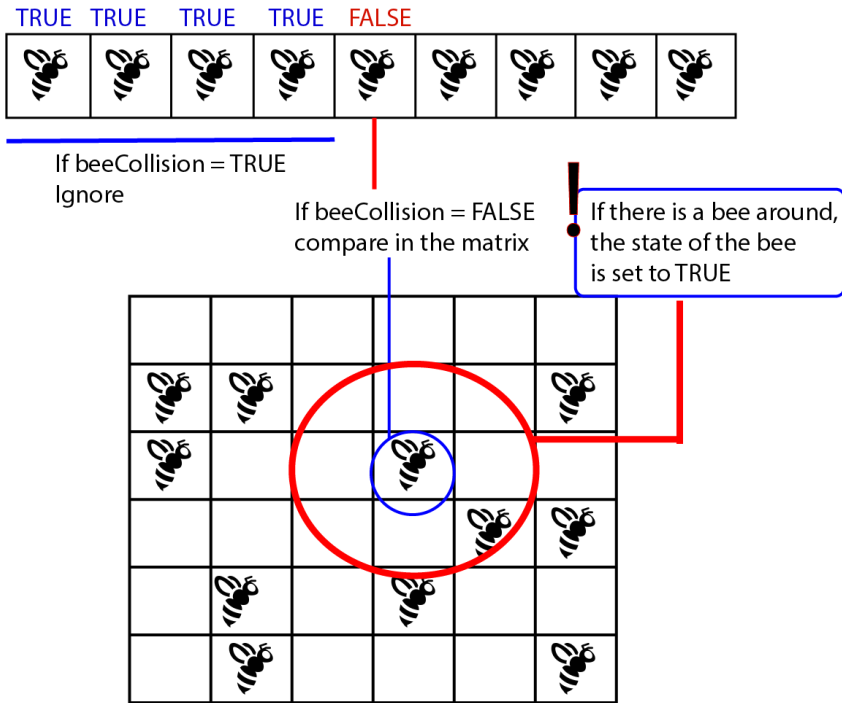 TRUE TRUE TRUE TRUE FALSE
If beeCollision = TRUE
Ignore
If beeCollision = FALSE
compare in the matrix
!
If there is a bee around,
the state of the bee
is set to TRUE